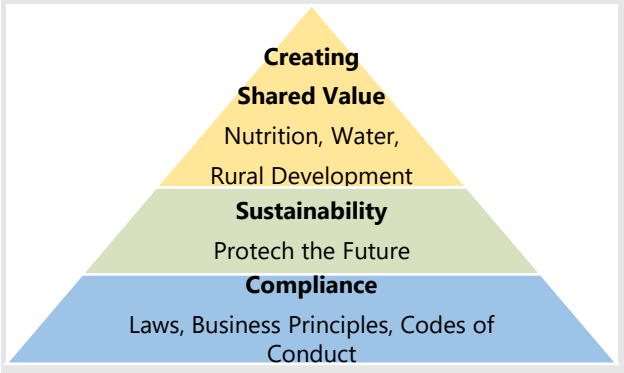 Creating
Shared Value
Nutrition, Water,
Rural Development
Sustainability
Protech the Future
Compliance
Laws, Business Principles, Codes of
Conduct